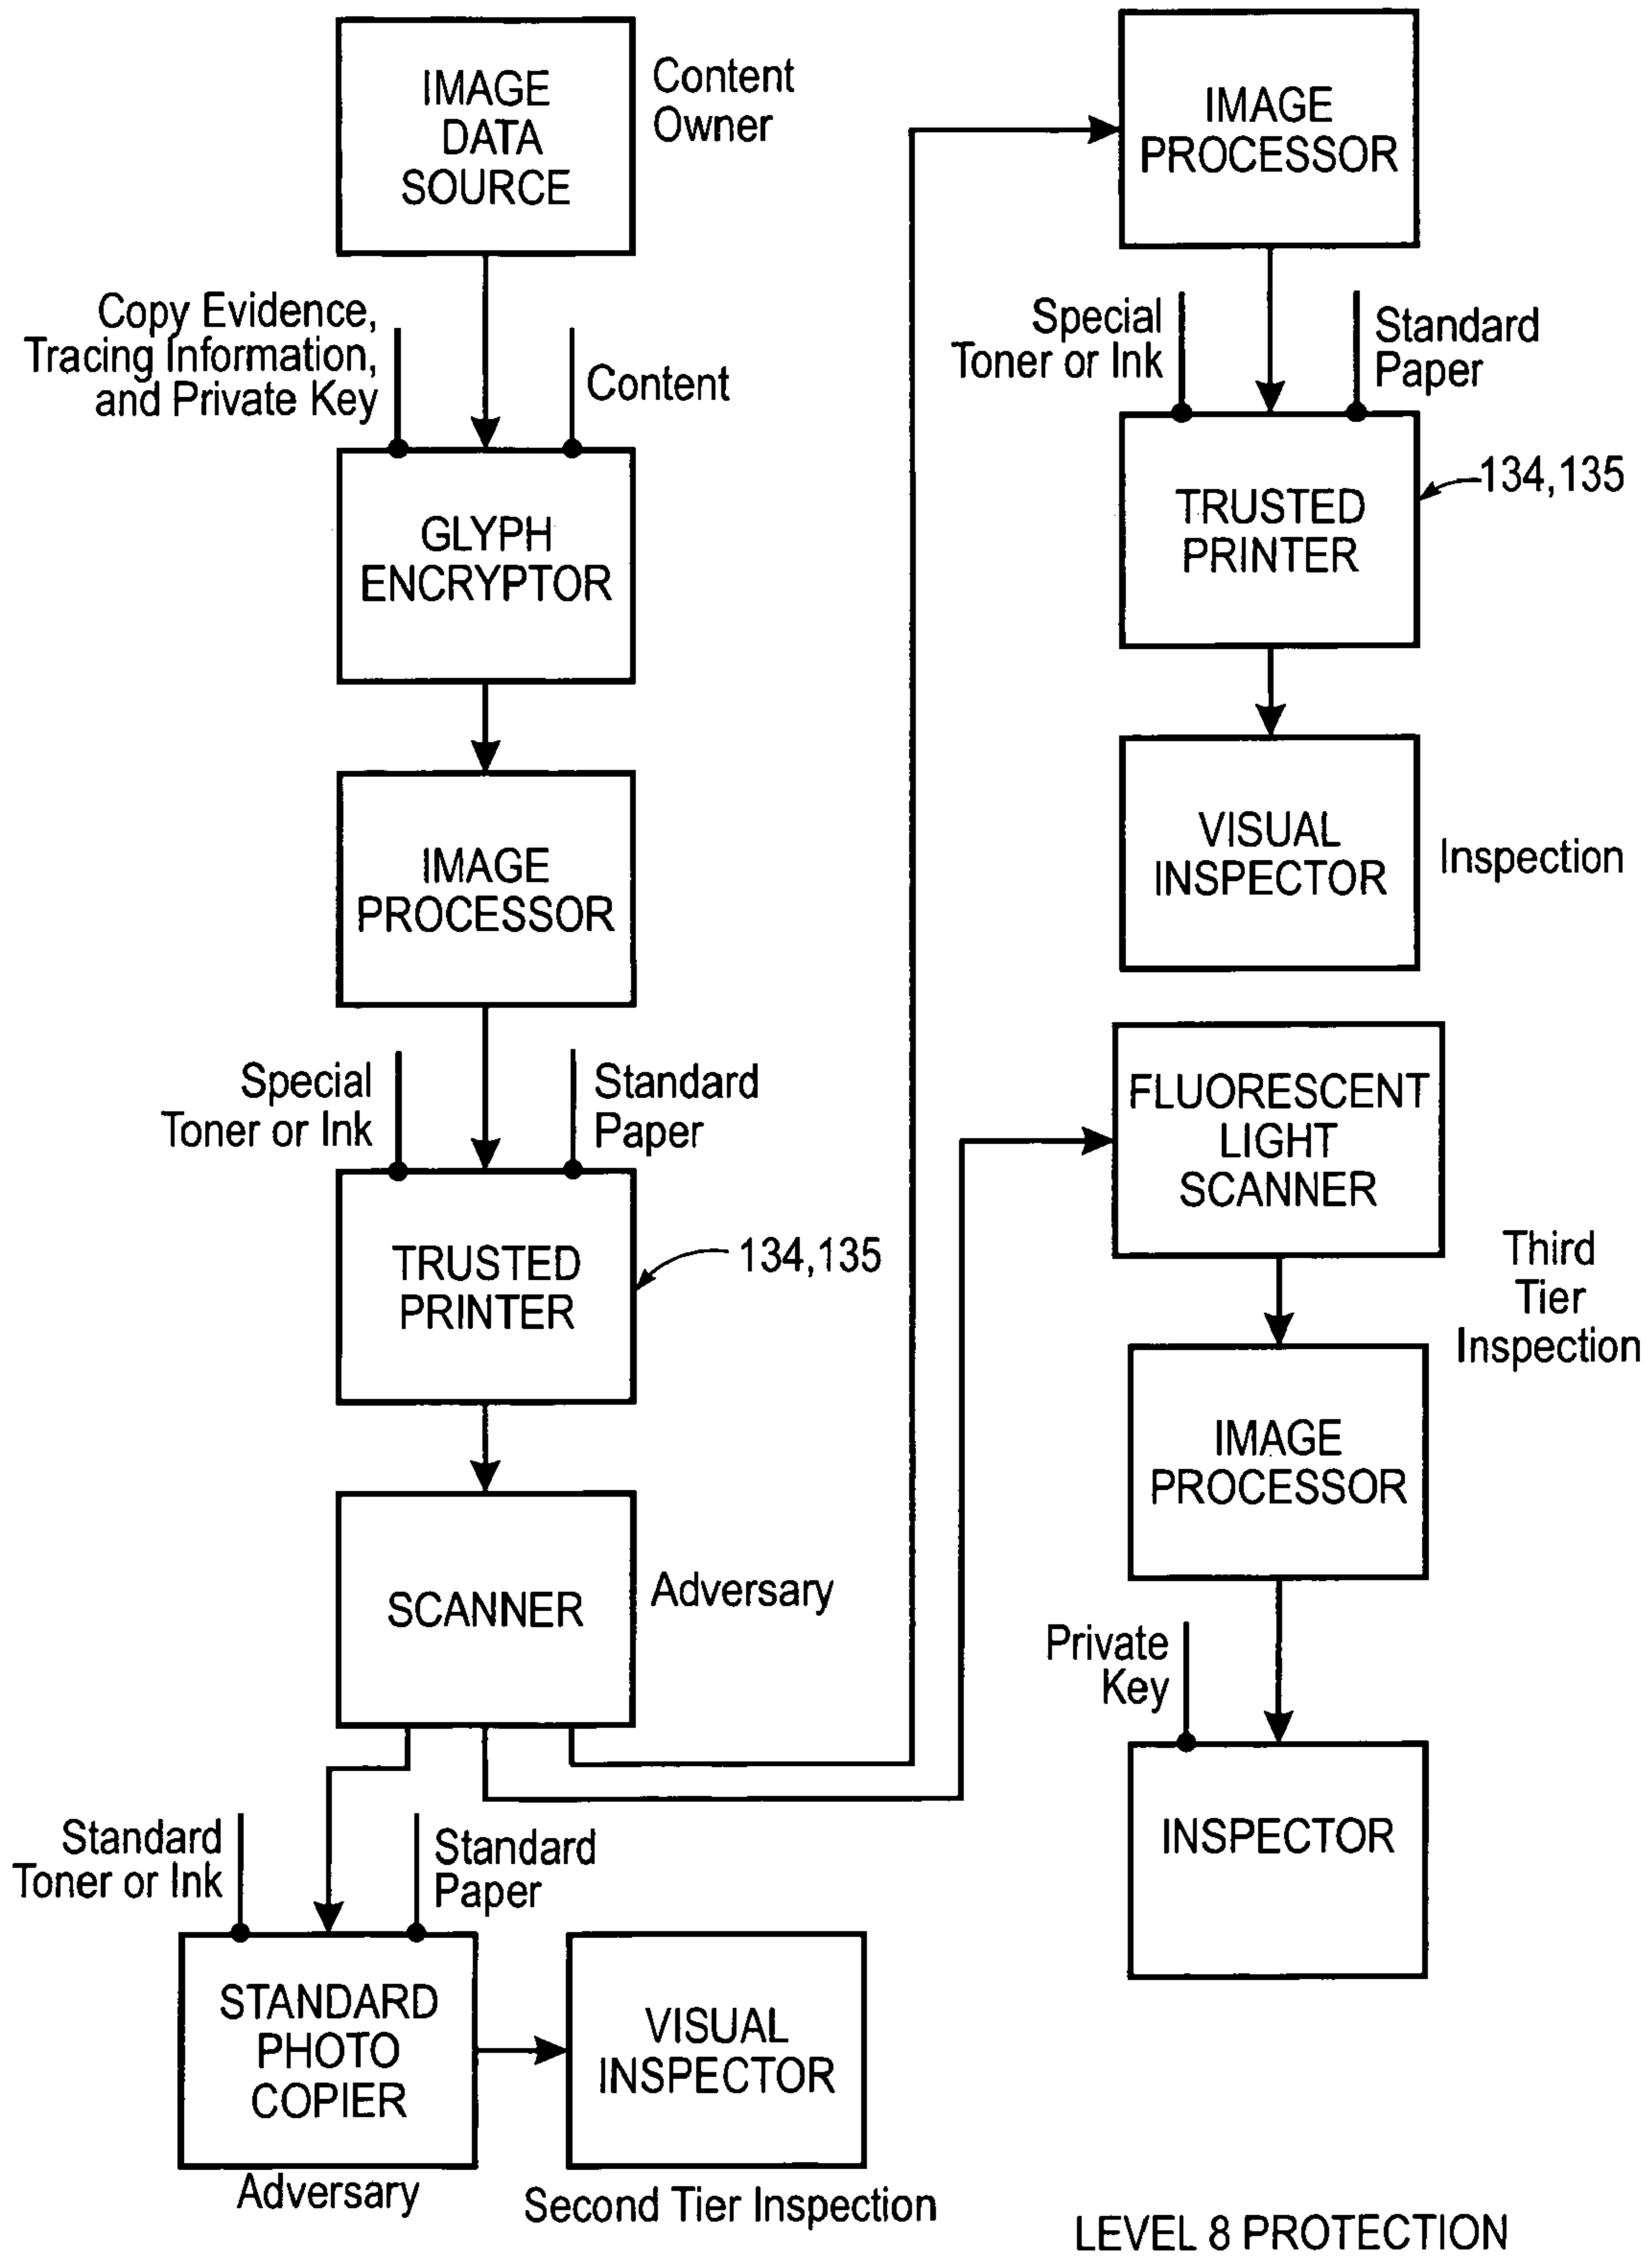 IMAGE
DATA
SOURCE
Content
Owner
Copy Evidence,
Tracing Information,
and Private Key
Content
GLYPH
ENCRYPTOR
IMAGE
PROCESSOR
Special
Toner or Ink
Standard
Paper
TRUSTED
PRINTER
134,135
SCANNER
Adversary
Standard
Toner or Ink
Standard
Paper
STANDARD
PHOTO
COPIER
Adversary
VISUAL
INSPECTOR
Second Tier Inspection
IMAGE
PROCESSOR
Special
Toner or Ink
Standard
Paper
TRUSTED
PRINTER
134,135
VISUAL
INSPECTOR
Inspection
FLUORESCENT
LIGHT
SCANNER
Third
Tier
Inspection
IMAGE
PROCESSOR
Private
Key
INSPECTOR
LEVEL 8 PROTECTION